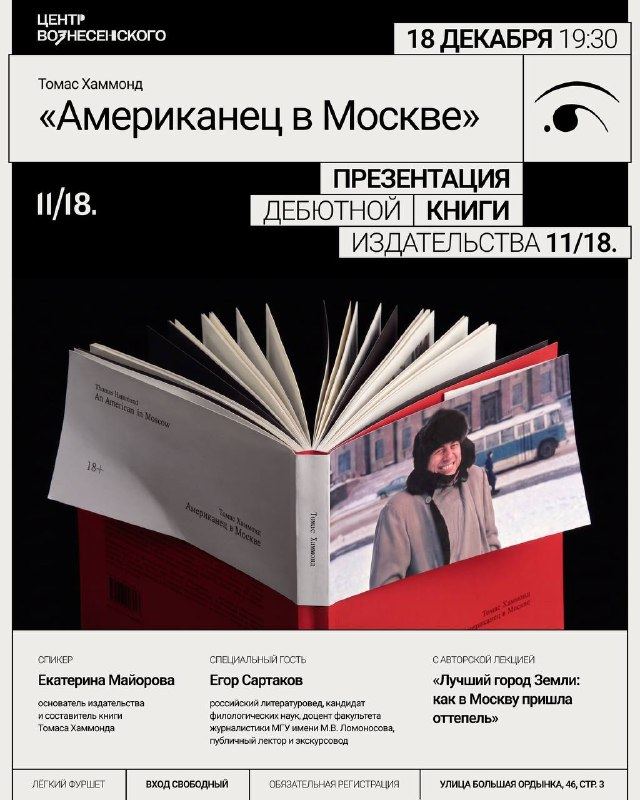 ЦЕНТР
ВОЗНЕСЕНСКОГО
18 ДЕКАБРЯ 19:30
Томас Хаммонд
«Американец в Москве»
11/18.
ПРЕЗЕНТАЦИЯ
ДЕБЮТНОЙ КНИГИ
ИЗДАТЕЛЬСТВА 11/18.
Thomas Hammond
An American in Moscow
18+
Томас Хаммонд
Американец в Москве
Томас Хаммонд
Томас Хаммонд
Американец в Москве
СПИКЕР
Екатерина Майорова
основатель издательства
и составитель книги
Томаса Хаммонда
СПЕЦИАЛЬНЫЙ ГОСТЬ
Егор Сартаков
российский литературовед, кандидат
филологических наук, доцент факультета
журналистики МГУ имени М.В. Ломоносова,
публичный лектор и экскурсовод
С АВТОРСКОЙ ЛЕКЦИЕЙ
«Лучший город Земли:
как в Москву пришла
оттепель»
ЛЁГКИЙ ФУРШЕТ
ВХОД СВОБОДНЫЙ
ОБЯЗАТЕЛЬНАЯ РЕГИСТРАЦИЯ
УЛИЦА БОЛЬШАЯ ОРДЫНКА, 46, СТР. 3